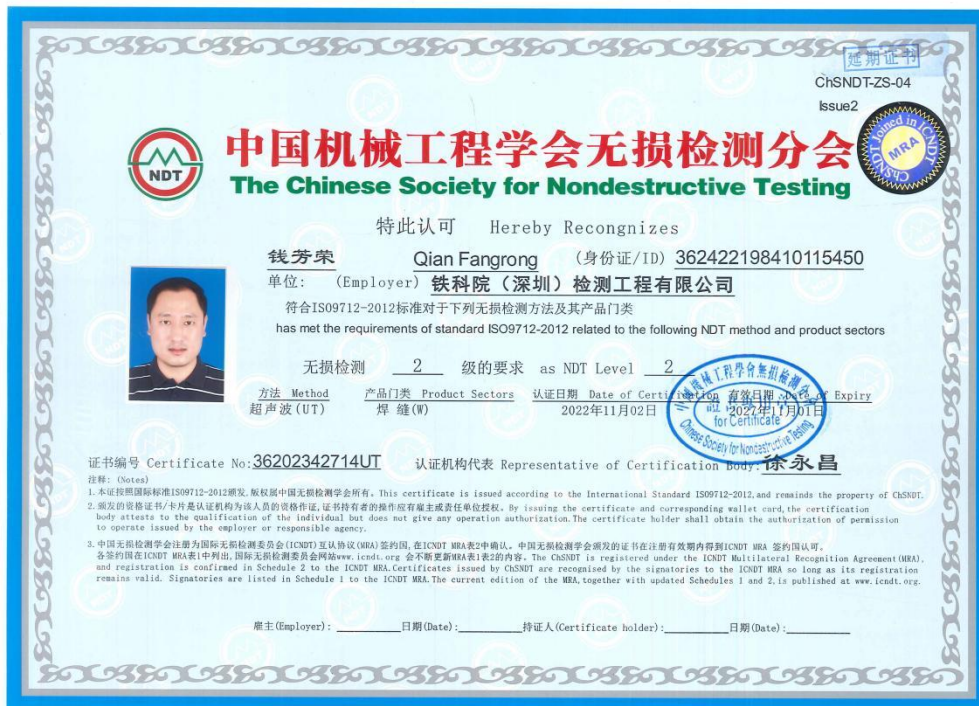 延期证书
ChSNDT-ZS-04
Issue2
中国机械工程学会无损检测分会
The Chinese Society for Nondestructive Testing
NDT
ChSNDT Joined in ICNDT
MRA
特此认可 Hereby Recongnizes
钱芳荣 Qian Fangrong (身份证/ID) 362422198410115450
单位: (Employer) 铁科院（深圳）检测工程有限公司
符合ISO9712-2012标准对于下列无损检测方法及其产品门类
has met the requirements of standard ISO9712-2012 related to the following NDT method and product sectors
无损检测 2 级的要求 as NDT Level 2
方法 Method 产品门类 Product Sectors 认证日期 Date of Certification 有效日期 Date of Expiry
超声波(UT) 焊缝(W) 2022年11月02日 2027年11月01日
中國機械工程學會無損檢測分會
證書專用章
for Certificate
Chinese Society for Nondestructive Testing
证书编号 Certificate No:36202342714UT 认证机构代表 Representative of Certification Body:徐永昌
注释: (Notes)
1. 本证按照国际标准ISO9712-2012颁发,版权属中国无损检测学会所有。This certificate is issued according to the International Standard ISO9712-2012,and remainds the property of ChSNDT.
2. 颁发的资格证书/卡片是认证机构为该人员的资格作证,证书持有者的操作应有雇主或责任单位授权。By issuing the certificate and corresponding wallet card,the certification
body attests to the qualification of the individual but does not give any operation authorization.The certificate holder shall obtain the authorization of permission
to operate issued by the employer or responsible agency.
3. 中国无损检测学会注册为国际无损检测委员会(ICNDT)互认协议(MRA)签约国,在ICNDT MRA表2中确认。中国无损检测学会颁发的证书在注册有效期内得到ICNDT MRA 签约国认可。
各签约国在ICNDT MRA表1中列出,国际无损检测委员会网站www.icndt.org 会不断更新MRA表1表2的内容。The ChSNDT is registered under the ICNDT Multilateral Recognition Agreement(MRA),
and registration is confirmed in Schedule 2 to the ICNDT MRA.Certificates issued by ChSNDT are recognised by the signatories to the ICNDT MRA so long as its registration
remains valid. Signatories are listed in Schedule 1 to the ICNDT MRA.The current edition of the MRA,together with updated Schedules 1 and 2,is published at www.icndt.org.
雇主(Employer): 日期(Date): 持证人(Certificate holder): 日期(Date):